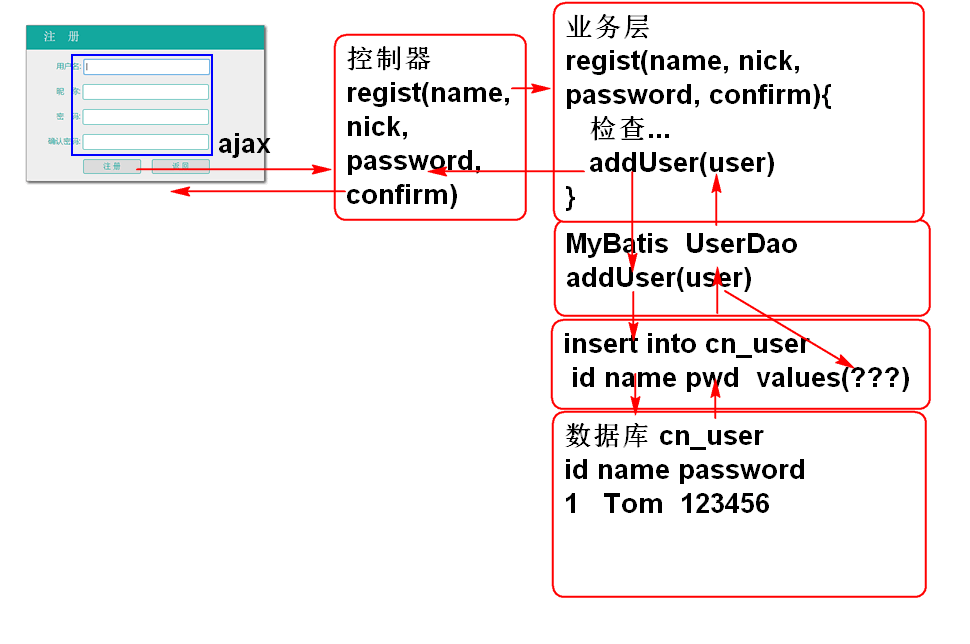 注 册
用户名:
昵 称:
密 码:
确认密码:
注 册
返 回
ajax
控制器
regist(name,
nick,
password,
confirm)
业务层
regist(name, nick,
password, confirm){
检查...
addUser(user)
}
MyBatis UserDao
addUser(user)
insert into cn_user
id name pwd values(???)
数据库 cn_user
id name password
1 Tom 123456